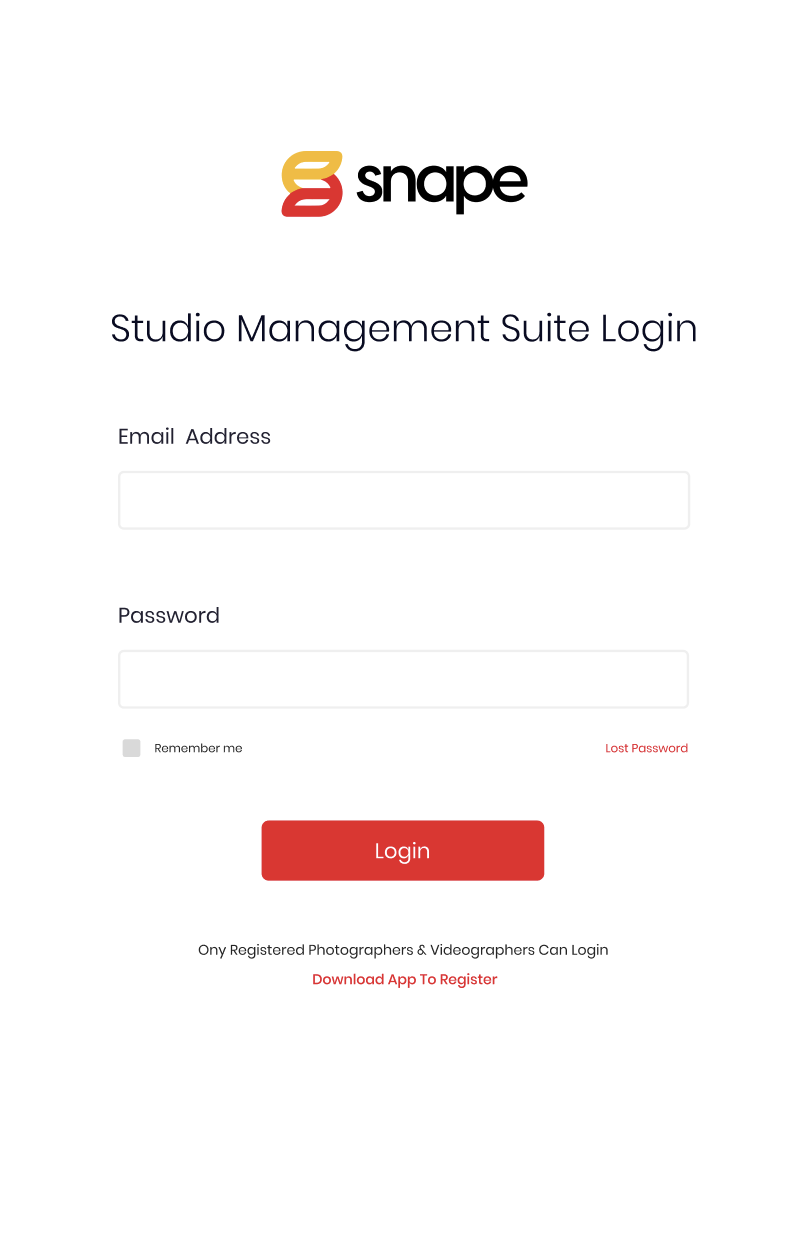 snape
Studio Management Suite Login
Email Address
Password
Remember me
Lost Password
Login
Ony Registered Photographers & Videographers Can Login
Download App To Register